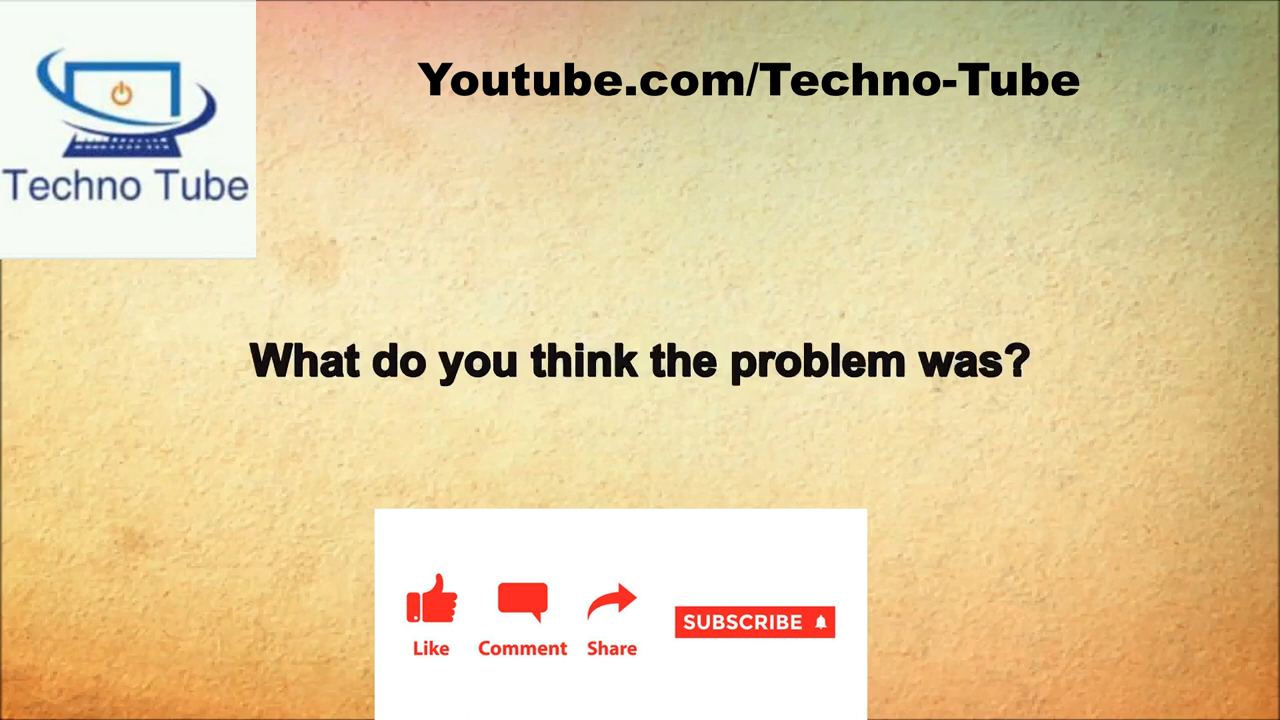 Youtube.com/Techno-Tube
Techno Tube
What do you think the problem was?
Like Comment Share
SUBSCRIBE